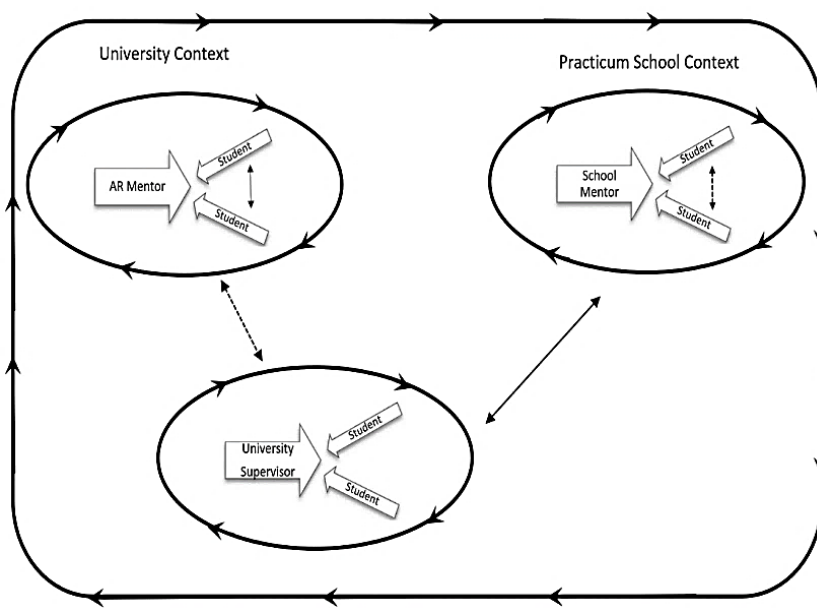 University Context
Practicum School Context
AR Mentor
Student
Student
School
Mentor
Student
Student
University
Supervisor
Student
Student